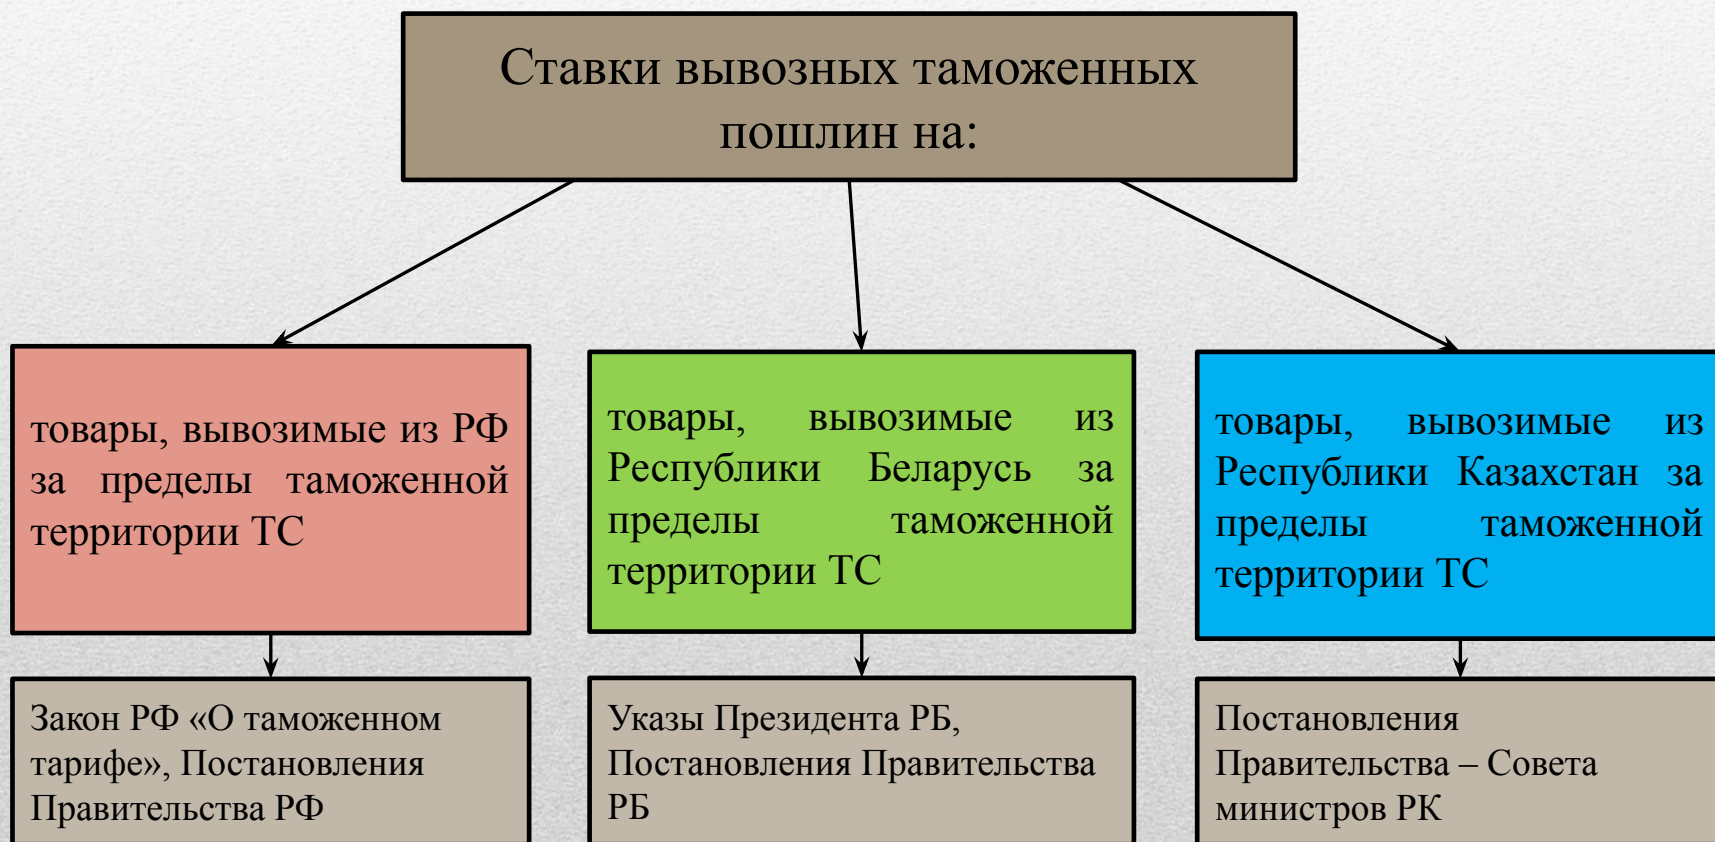 Ставки вывозных таможенных
пошлин на:
товары, вывозимые из РФ
за пределы таможенной
территории ТС
товары, вывозимые из
Республики Беларусь за
пределы таможенной
территории ТС
товары, вывозимые из
Республики Казахстан за
пределы таможенной
территории ТС
Закон РФ «О таможенном
тарифе», Постановления
Правительства РФ
Указы Президента РБ,
Постановления Правительства
РБ
Постановления
Правительства – Совета
министров РК